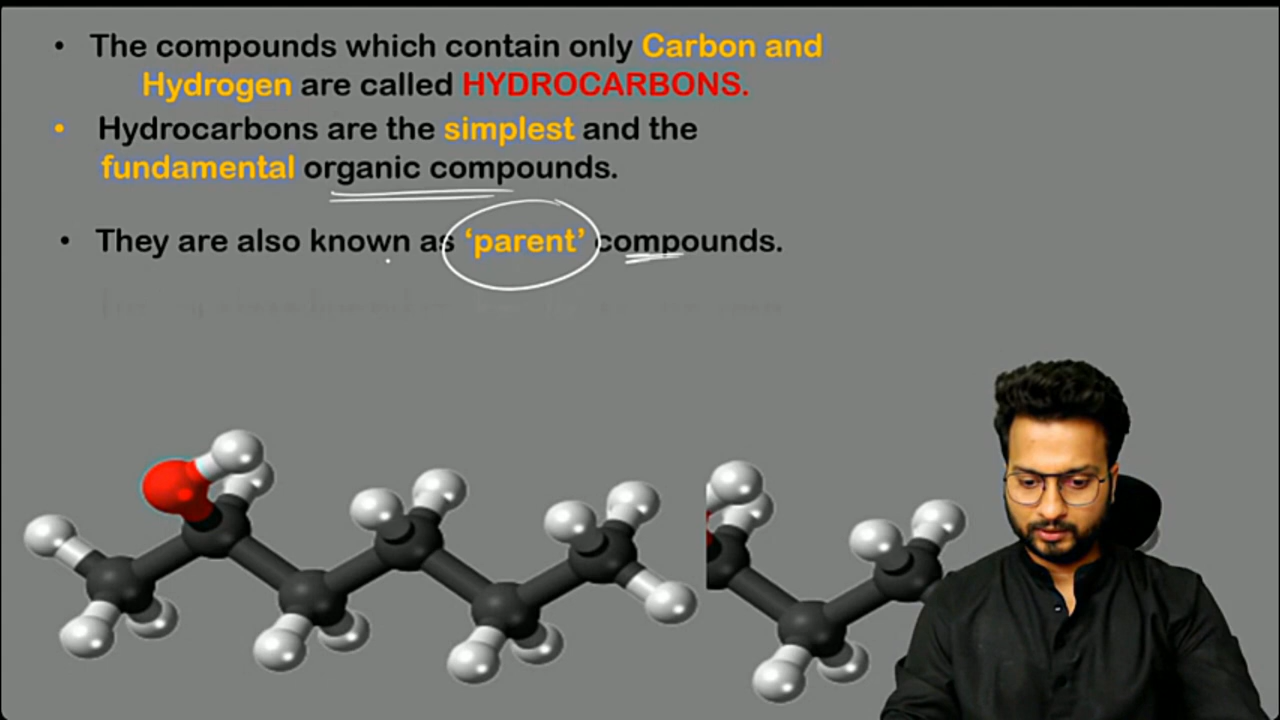 • The compounds which contain only Carbon and
Hydrogen are called HYDROCARBONS.
• Hydrocarbons are the simplest and the
fundamental organic compounds.
• They are also known as ‘parent’ compounds.